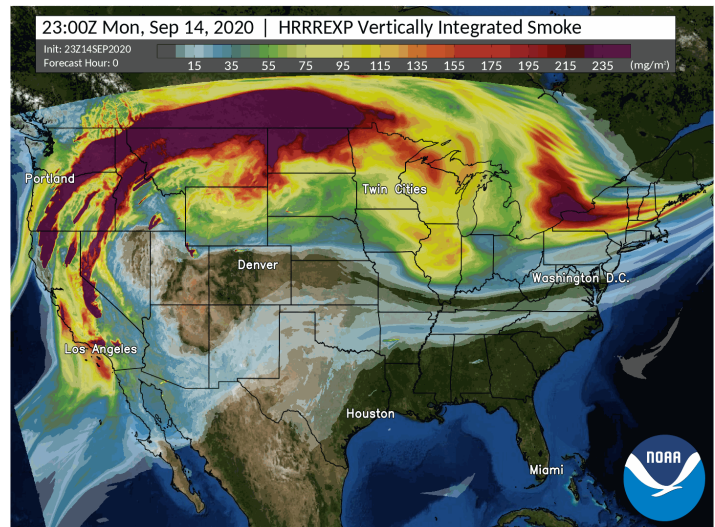 23:00Z Mon, Sep 14, 2020 | HRRREXP Vertically Integrated Smoke
Init: 23Z14SEP2020
Forecast Hour: 0
15 35 55 75 95 115 135 155 175 195 215 235 (mg/m²)
Portland
Twin Cities
Denver
Washington D.C.
Los Angeles
Houston
Miami
NOAA